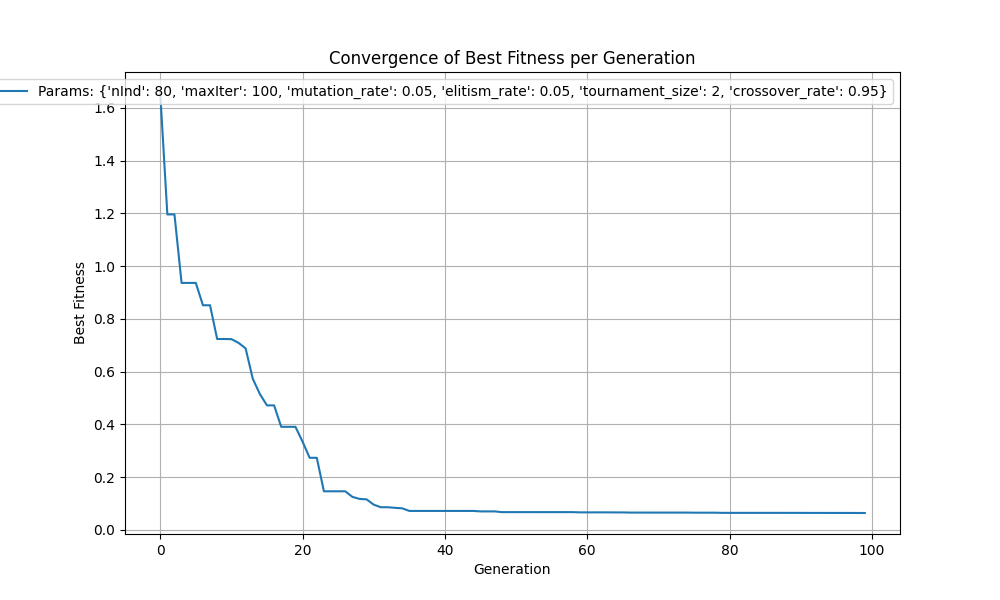 Convergence of Best Fitness per Generation
Params: {'nInd': 80, 'maxIter': 100, 'mutation_rate': 0.05, 'elitism_rate': 0.05, 'tournament_size': 2, 'crossover_rate': 0.95}
1.6
1.4
1.2
1.0
0.8
0.6
0.4
0.2
0.0
Best Fitness
0 20 40 60 80 100
Generation